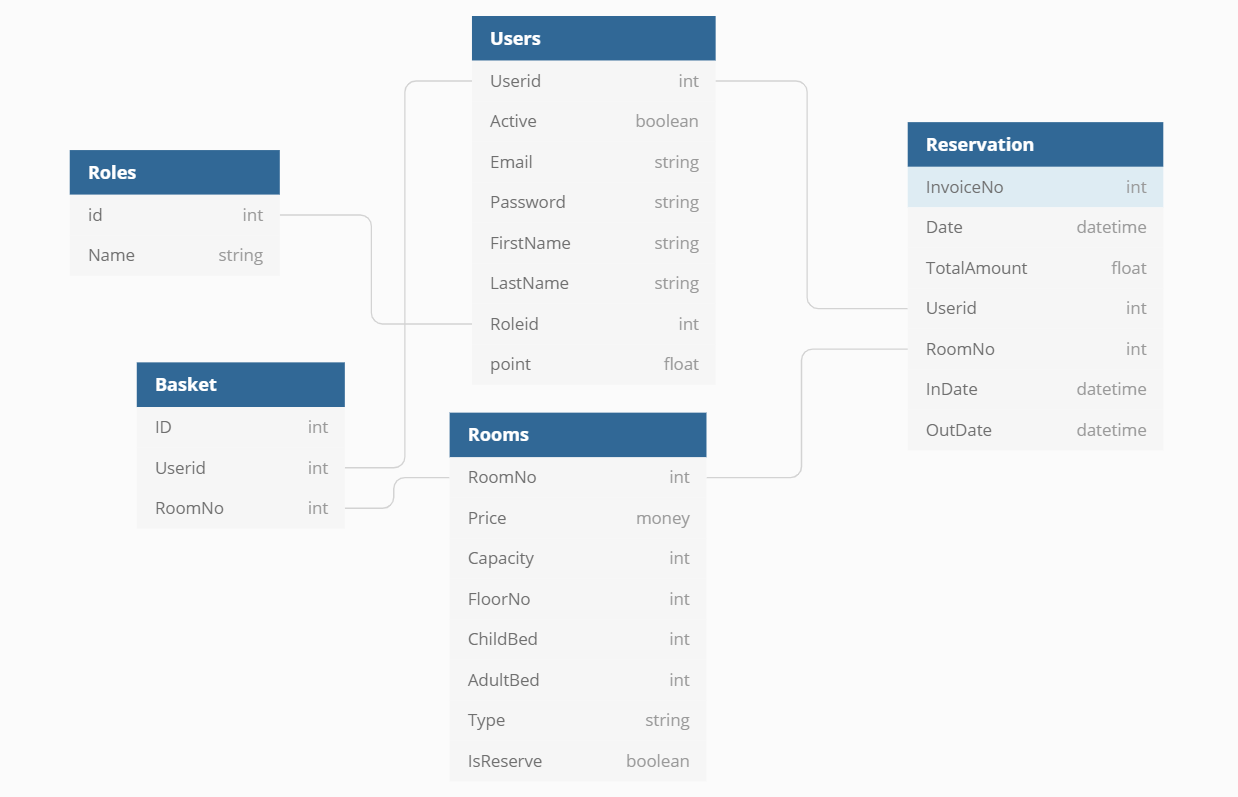 Users
Userid int
Active boolean
Email string
Password string
FirstName string
LastName string
Roleid int
point float
Reservation
InvoiceNo int
Date datetime
TotalAmount float
Userid int
RoomNo int
InDate datetime
OutDate datetime
Roles
id int
Name string
Basket
ID int
Userid int
RoomNo int
Rooms
RoomNo int
Price money
Capacity int
FloorNo int
ChildBed int
AdultBed int
Type string
IsReserve boolean